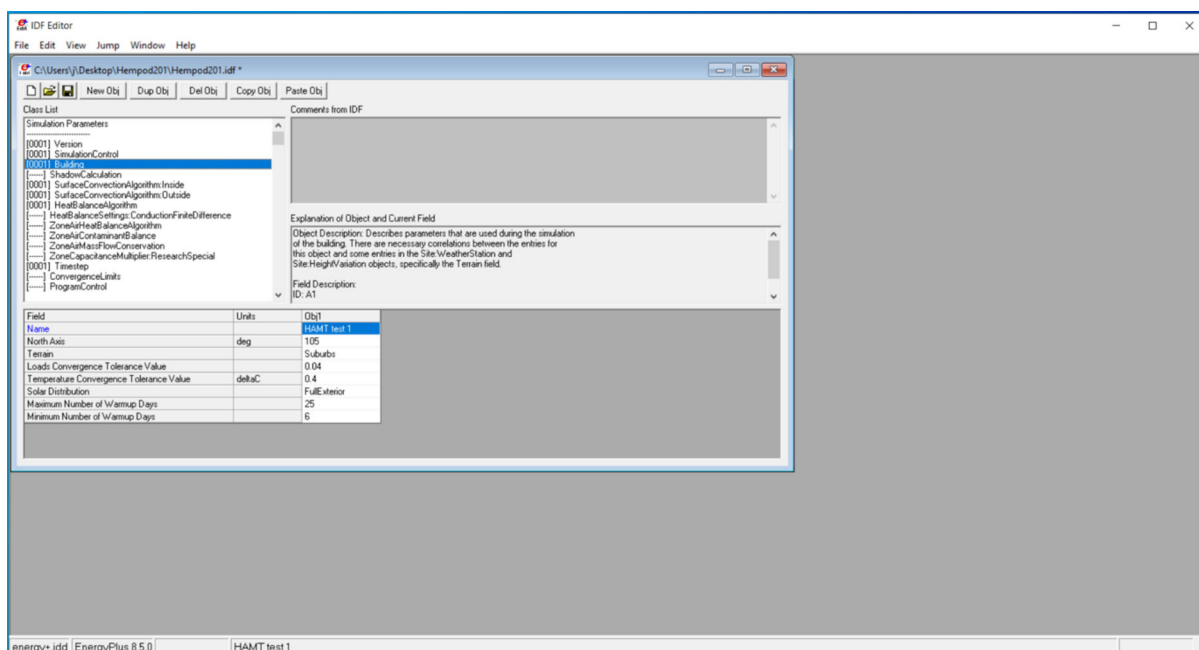 IDF Editor
File Edit View Jump Window Help
C:\Users\j\Desktop\Hempod201\Hempod201.idf *
New Obj Dup Obj Del Obj Copy Obj Paste Obj
Class List
Comments from IDF
Simulation Parameters
-------------------------
[0001] Version
[0001] SimulationControl
[0001] Building
[------] ShadowCalculation
[0001] SurfaceConvectionAlgorithm:Inside
[0001] SurfaceConvectionAlgorithm:Outside
[0001] HeatBalanceAlgorithm
[------] HeatBalanceSettings:ConductionFiniteDifference
[------] ZoneAirHeatBalanceAlgorithm
[------] ZoneAirContaminantBalance
[------] ZoneAirMassFlowConservation
[------] ZoneCapacitanceMultiplier:ResearchSpecial
[0001] Timestep
[------] ConvergenceLimits
[------] ProgramControl
Explanation of Object and Current Field
Object Description: Describes parameters that are used during the simulation
of the building. There are necessary correlations between the entries for
this object and some entries in the Site:WeatherStation and
Site:HeightVariation objects, specifically the Terrain field.
Field Description:
ID: A1
Field Units Obj1
Name HAMT test 1
North Axis deg 105
Terrain Suburbs
Loads Convergence Tolerance Value 0.04
Temperature Convergence Tolerance Value deltaC 0.4
Solar Distribution FullExterior
Maximum Number of Warmup Days 25
Minimum Number of Warmup Days 6
energy+.idd EnergyPlus 8.5.0 HAMT test 1